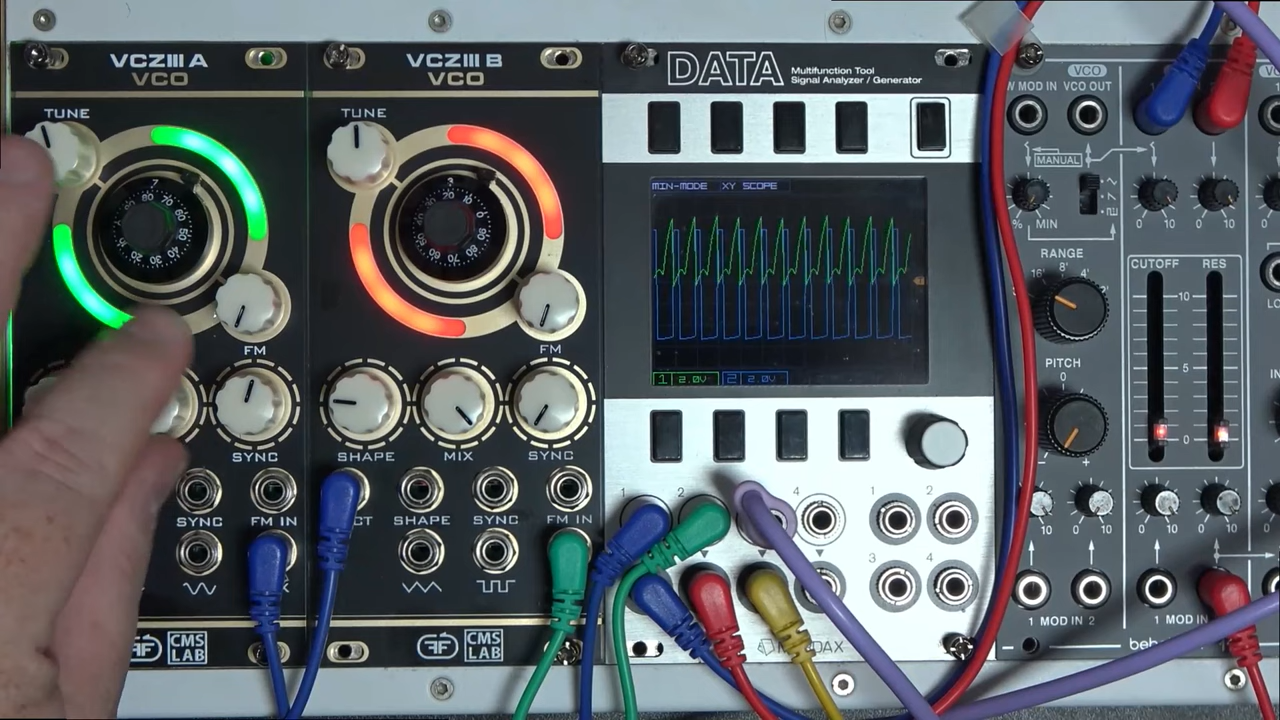 VCZIII A
VCO
TUNE
FM
SYNC
SYNC
FM IN
CMS
LAB
VCZIII B
VCO
TUNE
FM
SHAPE
MIX
SYNC
SHAPE
SYNC
FM IN
CMS
LAB
DATA
Multifunction Tool
Signal Analyzer / Generator
MIN-MODE XY SCOPE
1 2.0V 2 2.0V
1 2 4 1 2
3 4
MOD IN
VCO
VCO OUT
MANUAL
% MIN
0 10 0 10
RANGE
16' 8' 4'
CUTOFF RES
10
5
0
PITCH
0
- +
10 0 10 0 10 0 10
1 MOD IN 2
1 MOD IN